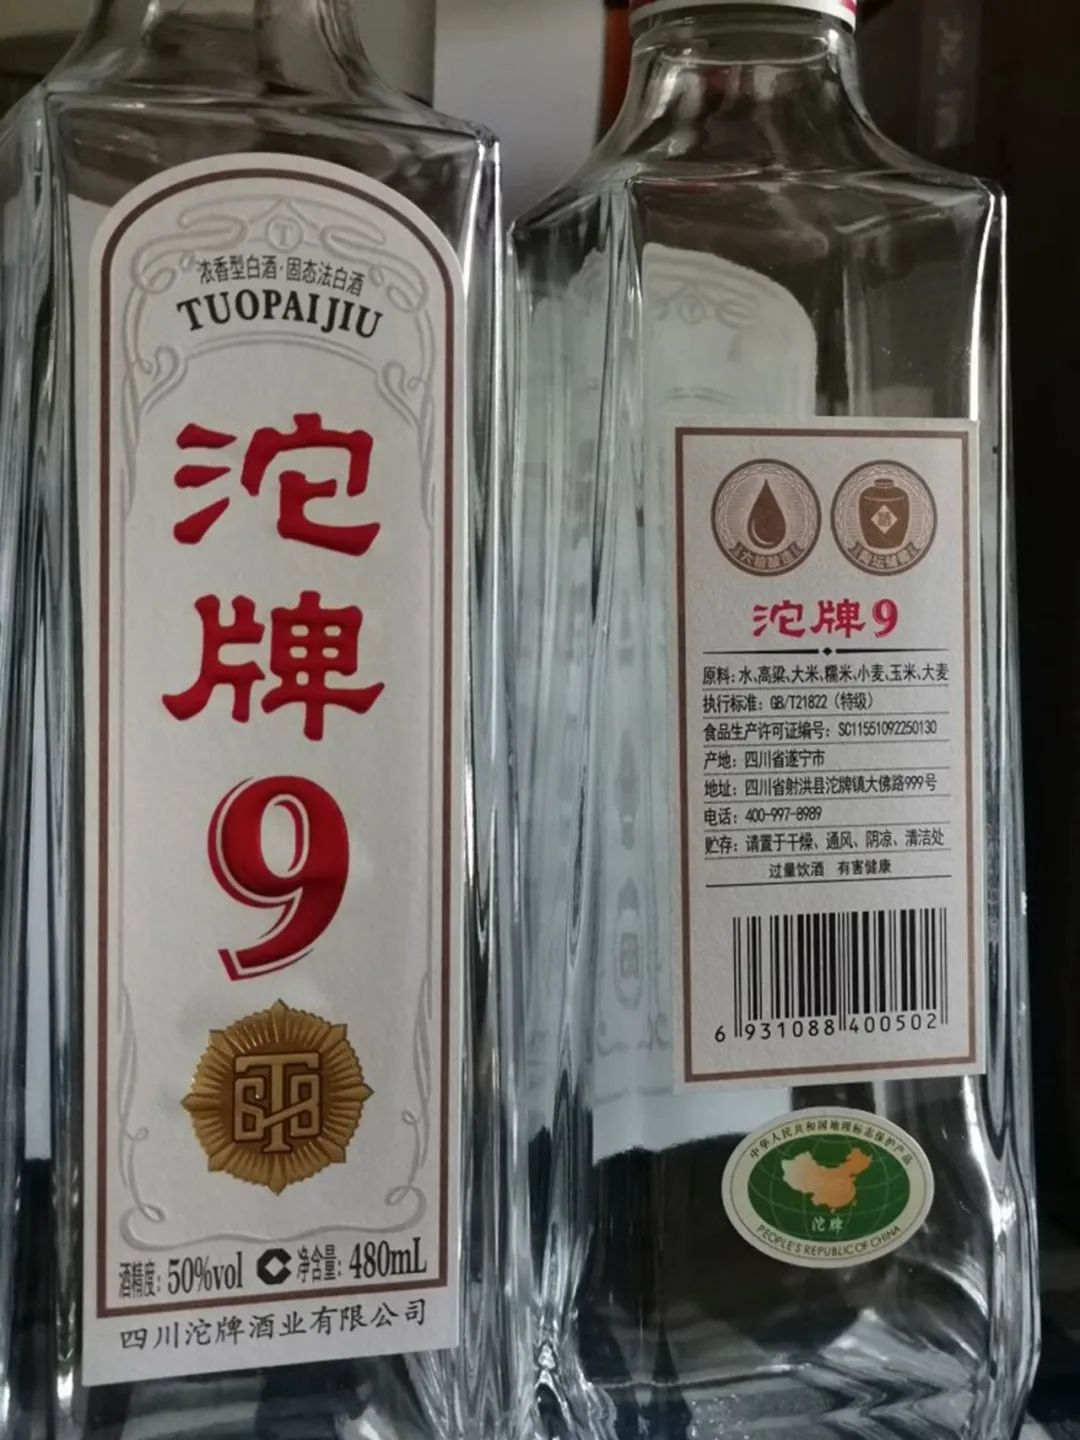 浓香型白酒·固态法白酒
TUOPAIJIU
沱
牌
9
酒精度: 50%vol 净含量: 480mL
四川沱牌酒业有限公司
六粮酿造
酒
沱牌9
原料: 水、高粱、大米、糯米、小麦、玉米、大麦
执行标准: GB/T21822 (特级)
食品生产许可证编号: SC11551092250130
产地: 四川省遂宁市
地址: 四川省射洪县沱牌镇大佛路999号
电话: 400-997-8989
贮存: 请置于干燥、通风、阴凉、清洁处
过量饮酒 有害健康
6 931088 400502
中华人民共和国地理标志保护产品
沱牌
PEOPLE'S REPUBLIC OF CHINA